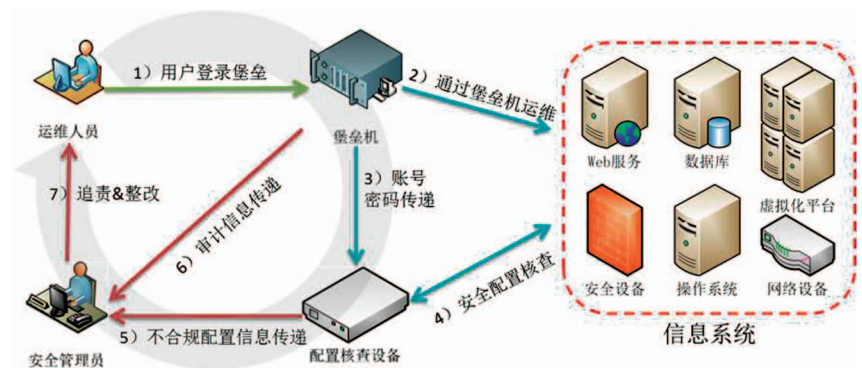 1）用户登录堡垒
2）通过堡垒机运维
运维人员
堡垒机
Web服务
数据库
虚拟化平台
3）账号
密码传递
7）追责&整改
6）审计信息传递
4）安全配置核查
安全设备
操作系统
网络设备
5）不合规配置信息传递
信息系统
安全管理员
配置核查设备